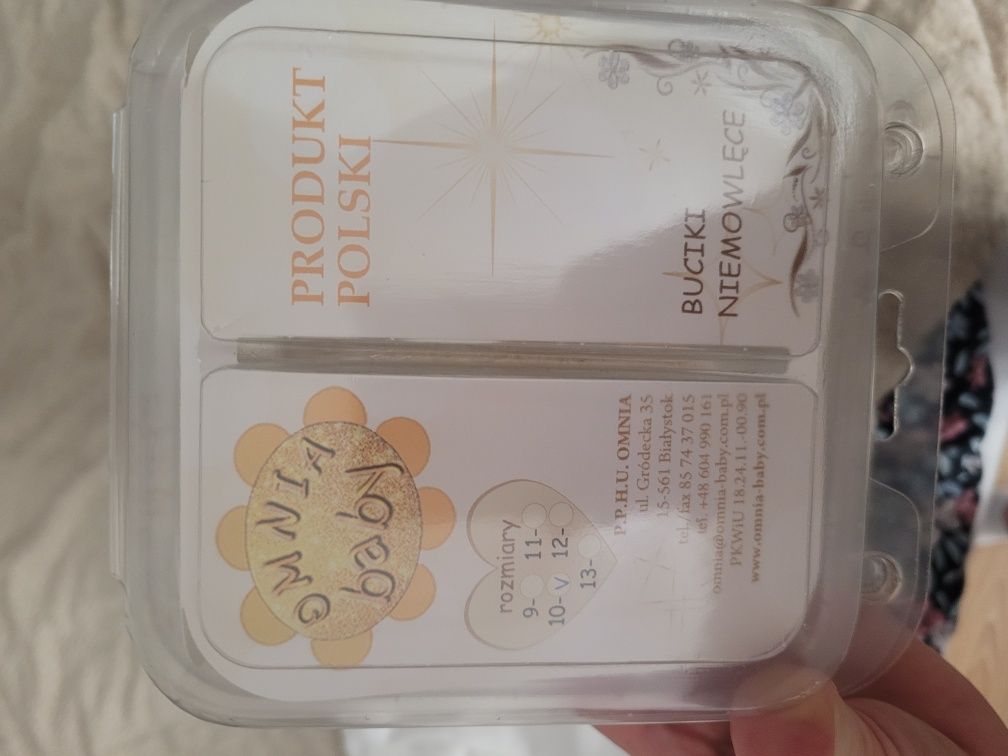 OMNIA
baby
rozmiary
9- 11-
10- V 12-
13-
P.P.H.U. OMNIA
ul. Gródecka 35
15-561 Białystok
tel./fax 85 74 37 015
tel. +48 604 990 161
omnia@omnia-baby.com.pl
PKWiU 18.24.11.-00.90
www.omnia-baby.com.pl
PRODUKT
POLSKI
BUCIKI
NIEMOWLĘCE